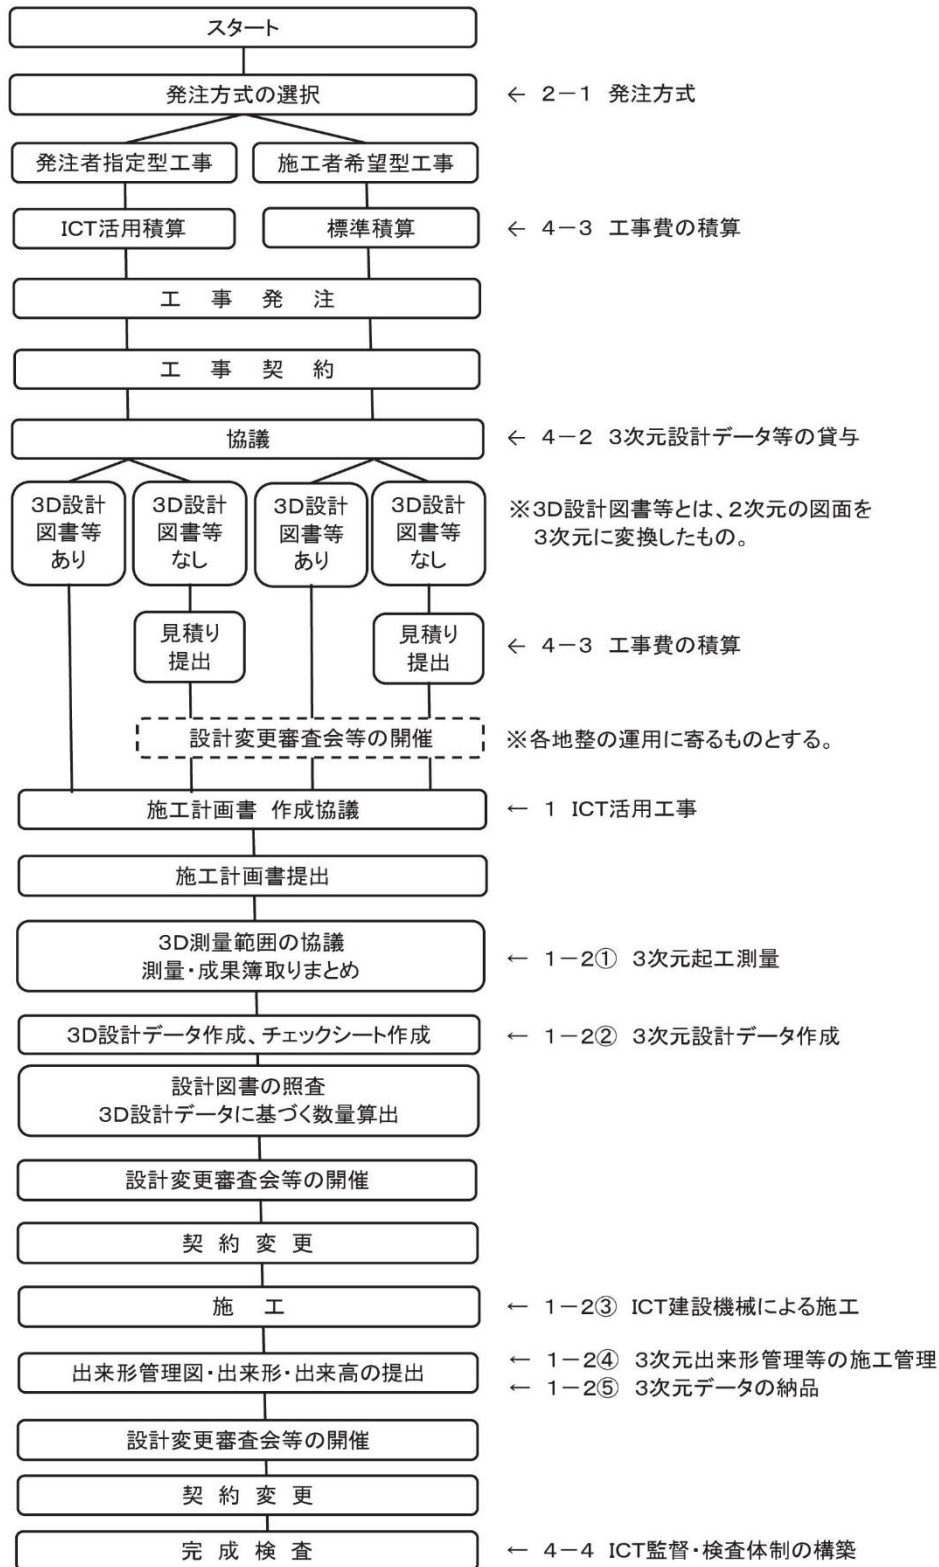 スタート
発注方式の選択
← 2－1 発注方式
発注者指定型工事
施工者希望型工事
ICT活用積算
標準積算
← 4－3 工事費の積算
工 事 発 注
工 事 契 約
協議
← 4－2 3次元設計データ等の貸与
3D設計
図書等
あり
3D設計
図書等
なし
3D設計
図書等
あり
3D設計
図書等
なし
※3D設計図書等とは、2次元の図面を
3次元に変換したもの。
見積り
提出
見積り
提出
← 4－3 工事費の積算
設計変更審査会等の開催
※各地整の運用に寄るものとする。
施工計画書 作成協議
← 1 ICT活用工事
施工計画書提出
3D測量範囲の協議
測量・成果簿取りまとめ
← 1－2① 3次元起工測量
3D設計データ作成、チェックシート作成
← 1－2② 3次元設計データ作成
設計図書の照査
3D設計データに基づく数量算出
設計変更審査会等の開催
契 約 変 更
施 工
← 1－2③ ICT建設機械による施工
出来形管理図・出来形・出来高の提出
← 1－2④ 3次元出来形管理等の施工管理
← 1－2⑤ 3次元データの納品
設計変更審査会等の開催
契 約 変 更
完 成 検 査
← 4－4 ICT監督・検査体制の構築